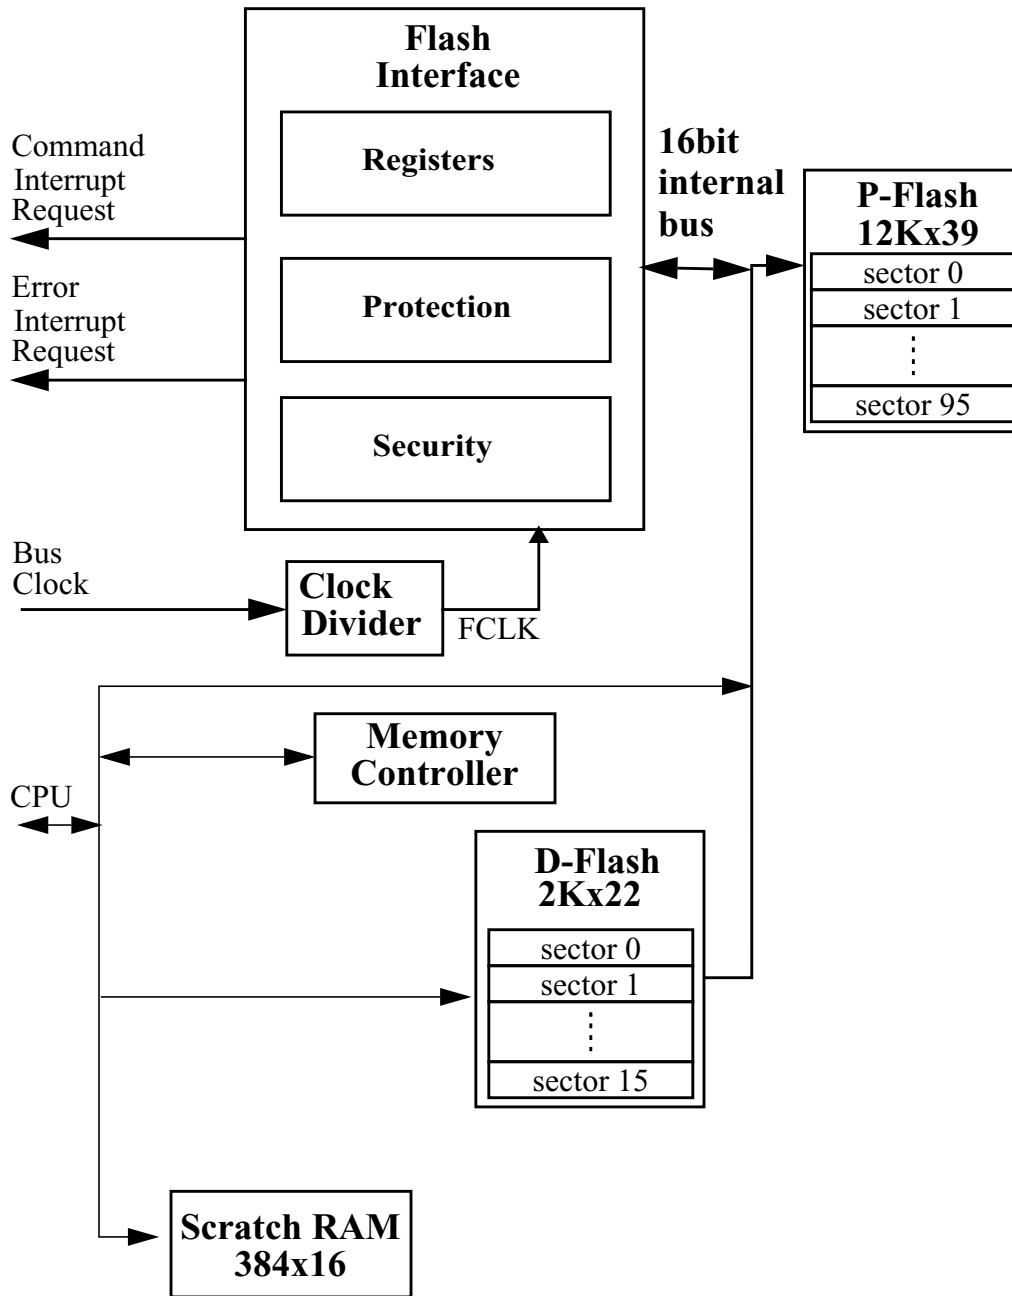 Flash
Interface
Registers
Protection
Security
Command
Interrupt
Request
Error
Interrupt
Request
16bit
internal
bus
P-Flash
12Kx39
sector 0
sector 1
sector 95
Bus
Clock
Clock
Divider
FCLK
Memory
Controller
CPU
D-Flash
2Kx22
sector 0
sector 1
sector 15
Scratch RAM
384x16